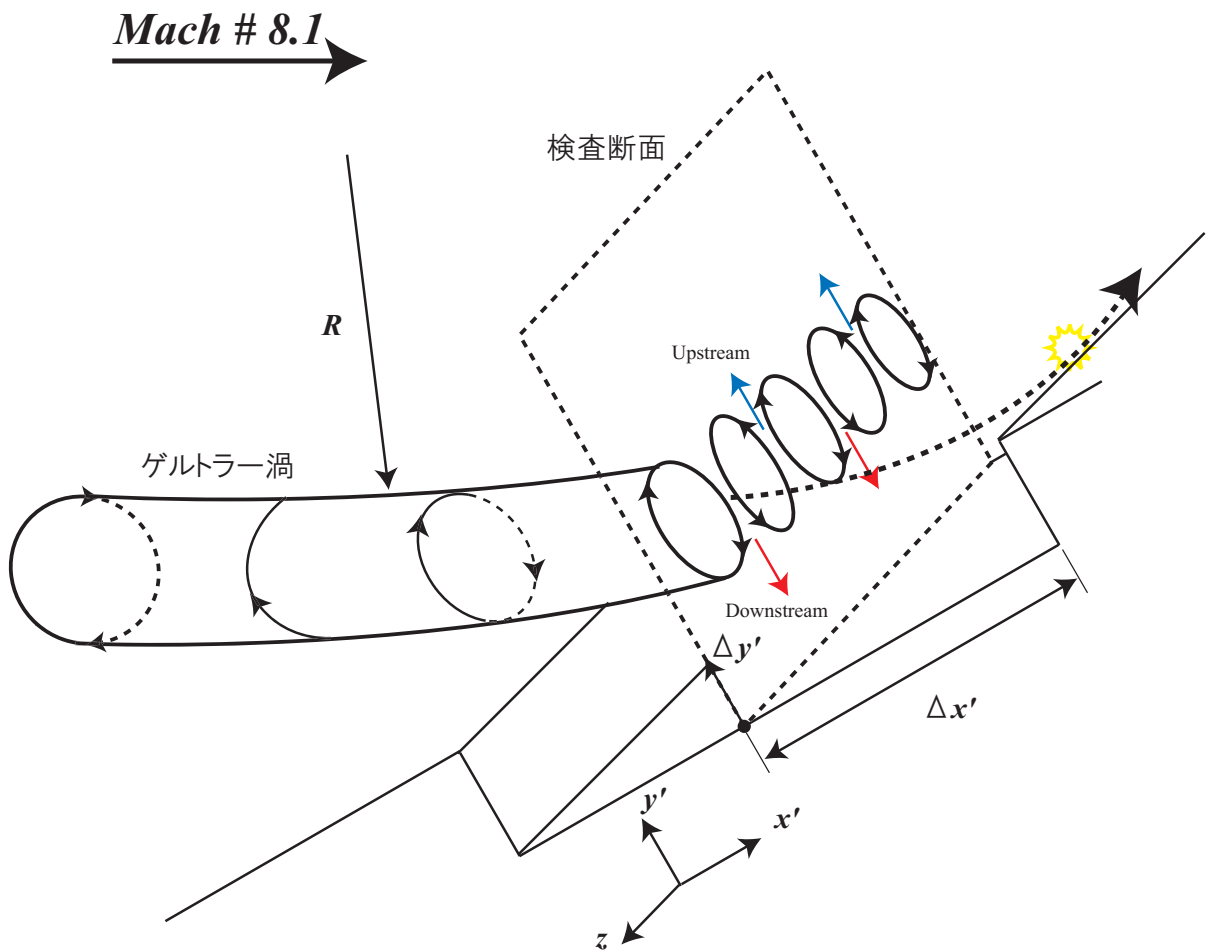 Mach # 8.1
検査断面
R
Upstream
ゲルトラー渦
Downstream
Δy′
Δx′
y′
x′
z